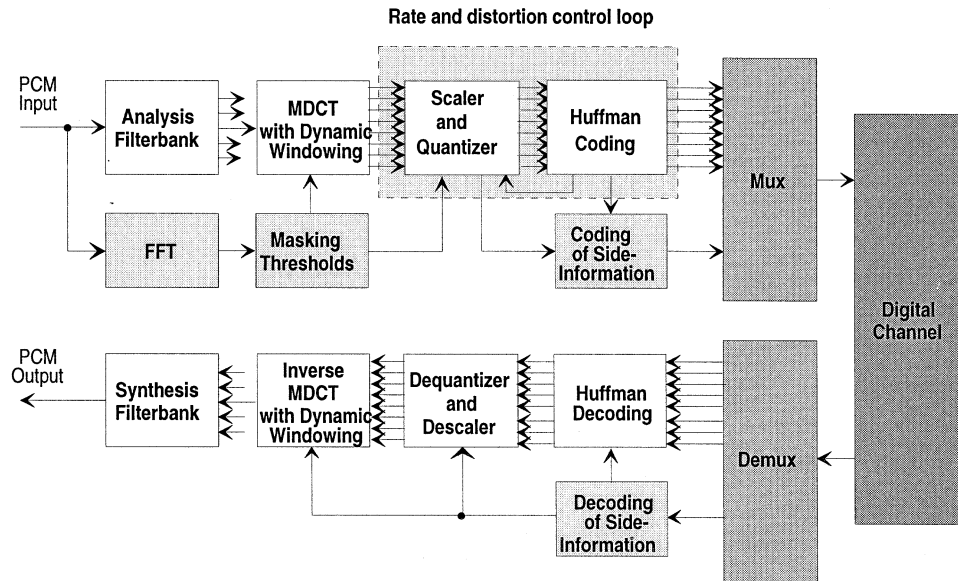 Rate and distortion control loop
PCM
Input
Analysis
Filterbank
MDCT
with Dynamic
Windowing
Scaler
and
Quantizer
Huffman
Coding
Mux
FFT
Masking
Thresholds
Coding
of Side-
Information
Digital
Channel
PCM
Output
Synthesis
Filterbank
Inverse
MDCT
with Dynamic
Windowing
Dequantizer
and
Descaler
Huffman
Decoding
Demux
Decoding
of Side-
Information